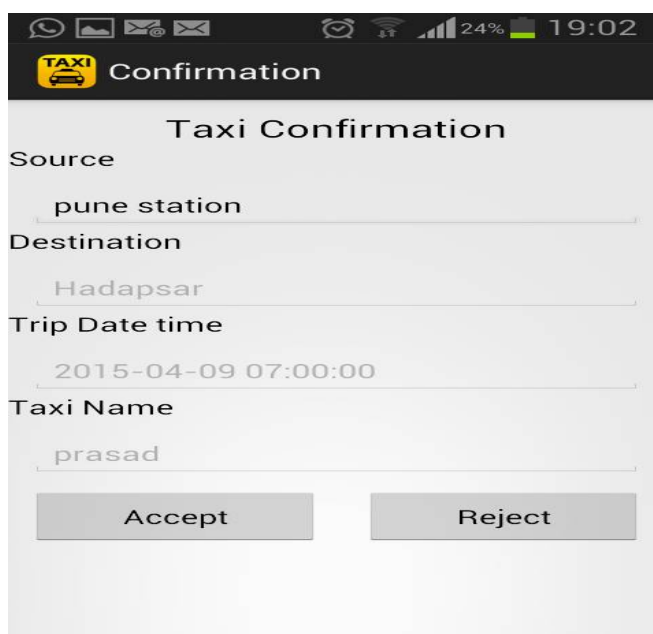 24% 19:02
TAXI Confirmation
Taxi Confirmation
Source
pune station
Destination
Hadapsar
Trip Date time
2015-04-09 07:00:00
Taxi Name
prasad
Accept Reject